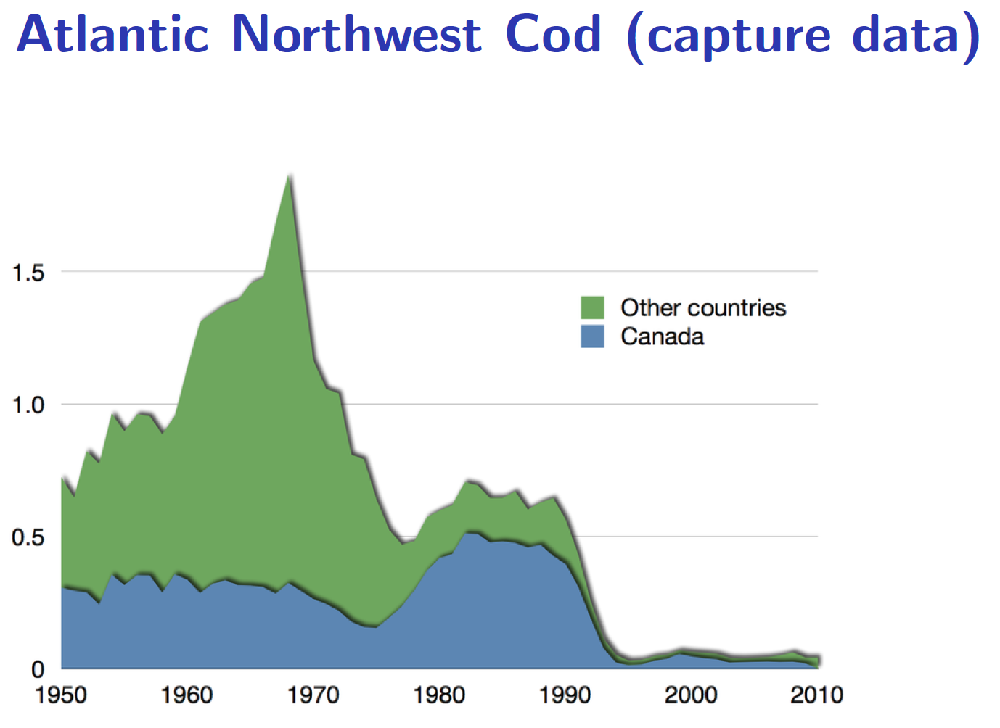 Atlantic Northwest Cod (capture data)
1.5
Other countries
Canada
1.0
0.5
0
1950 1960 1970 1980 1990 2000 2010